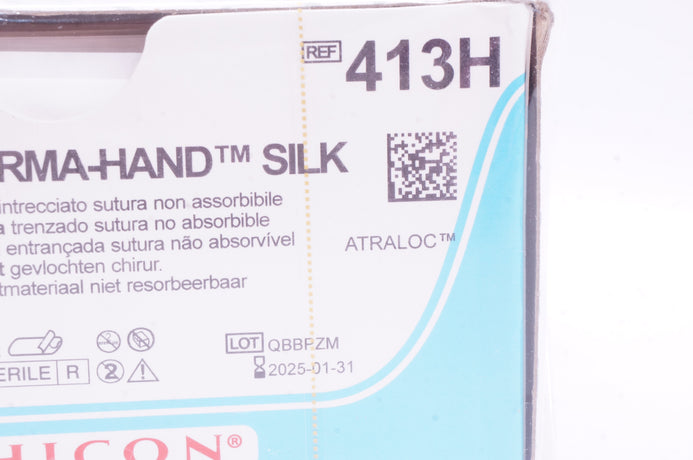 REF 413H
RMA-HAND™ SILK
intrecciato sutura non assorbibile
a trenzado sutura no absorbible
entrançada sutura não absorvível
t gevlochten chirur.
tmateriaal niet resorbeerbaar
ATRALOC™
LOT
2025-01-31
ERILE R
2
HICON®